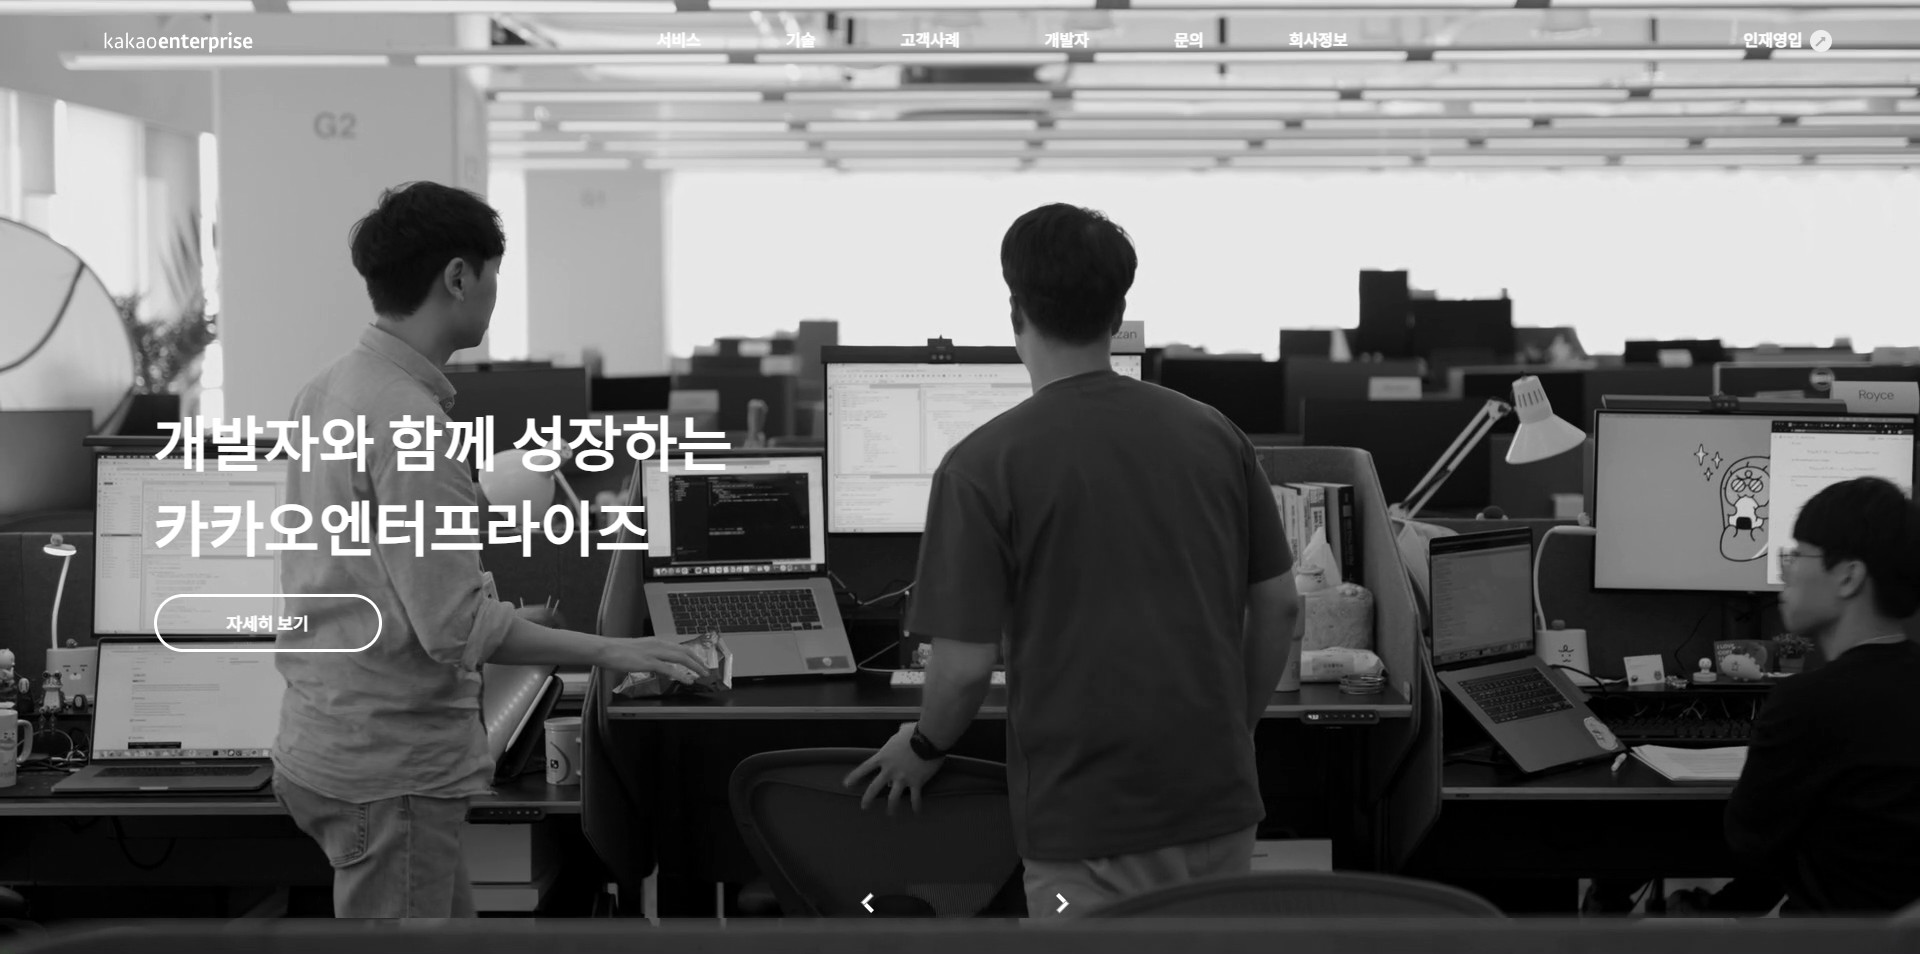 kakaoenterprise
서비스 기술 고객사례 개발자 문의 회사정보 인재영입
G2
G1
zan
Royce
개발자와 함께 성장하는
카카오엔터프라이즈
자세히 보기